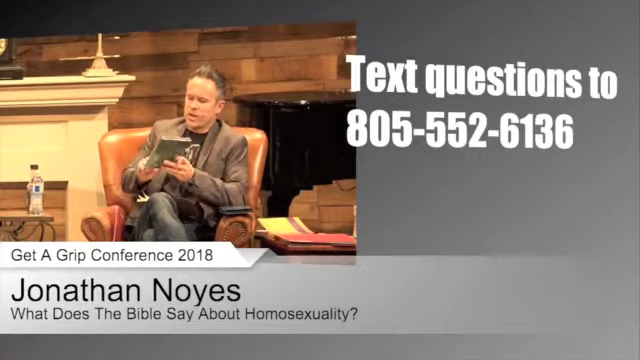 Text questions to
805-552-6136
Get A Grip Conference 2018
Jonathan Noyes
What Does The Bible Say About Homosexuality?